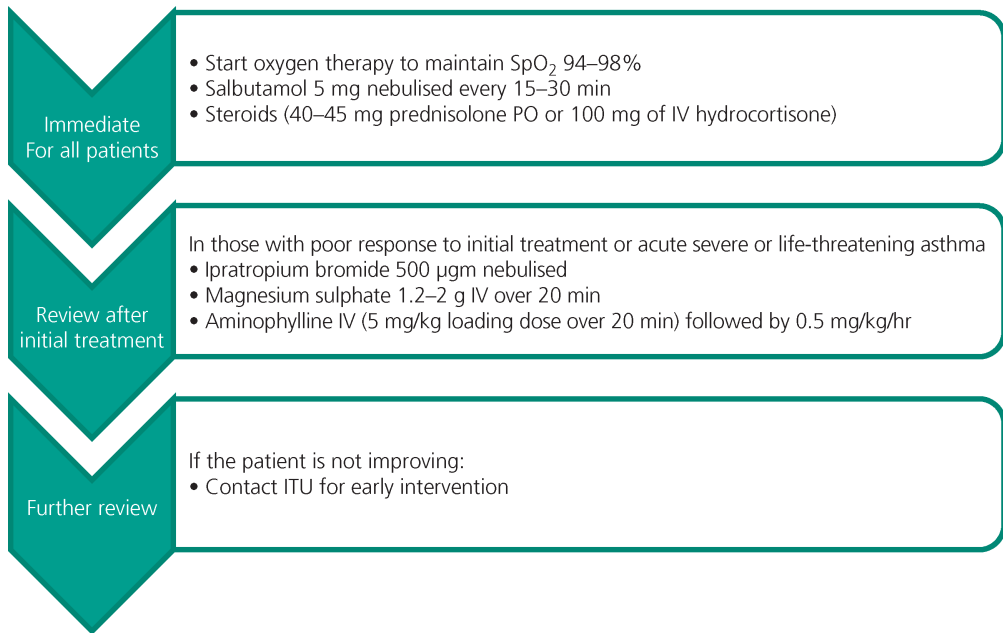 Immediate
For all patients
• Start oxygen therapy to maintain SpO₂ 94–98%
• Salbutamol 5 mg nebulised every 15–30 min
• Steroids (40–45 mg prednisolone PO or 100 mg of IV hydrocortisone)
Review after
initial treatment
In those with poor response to initial treatment or acute severe or life-threatening asthma
• Ipratropium bromide 500 µgm nebulised
• Magnesium sulphate 1.2–2 g IV over 20 min
• Aminophylline IV (5 mg/kg loading dose over 20 min) followed by 0.5 mg/kg/hr
Further review
If the patient is not improving:
• Contact ITU for early intervention